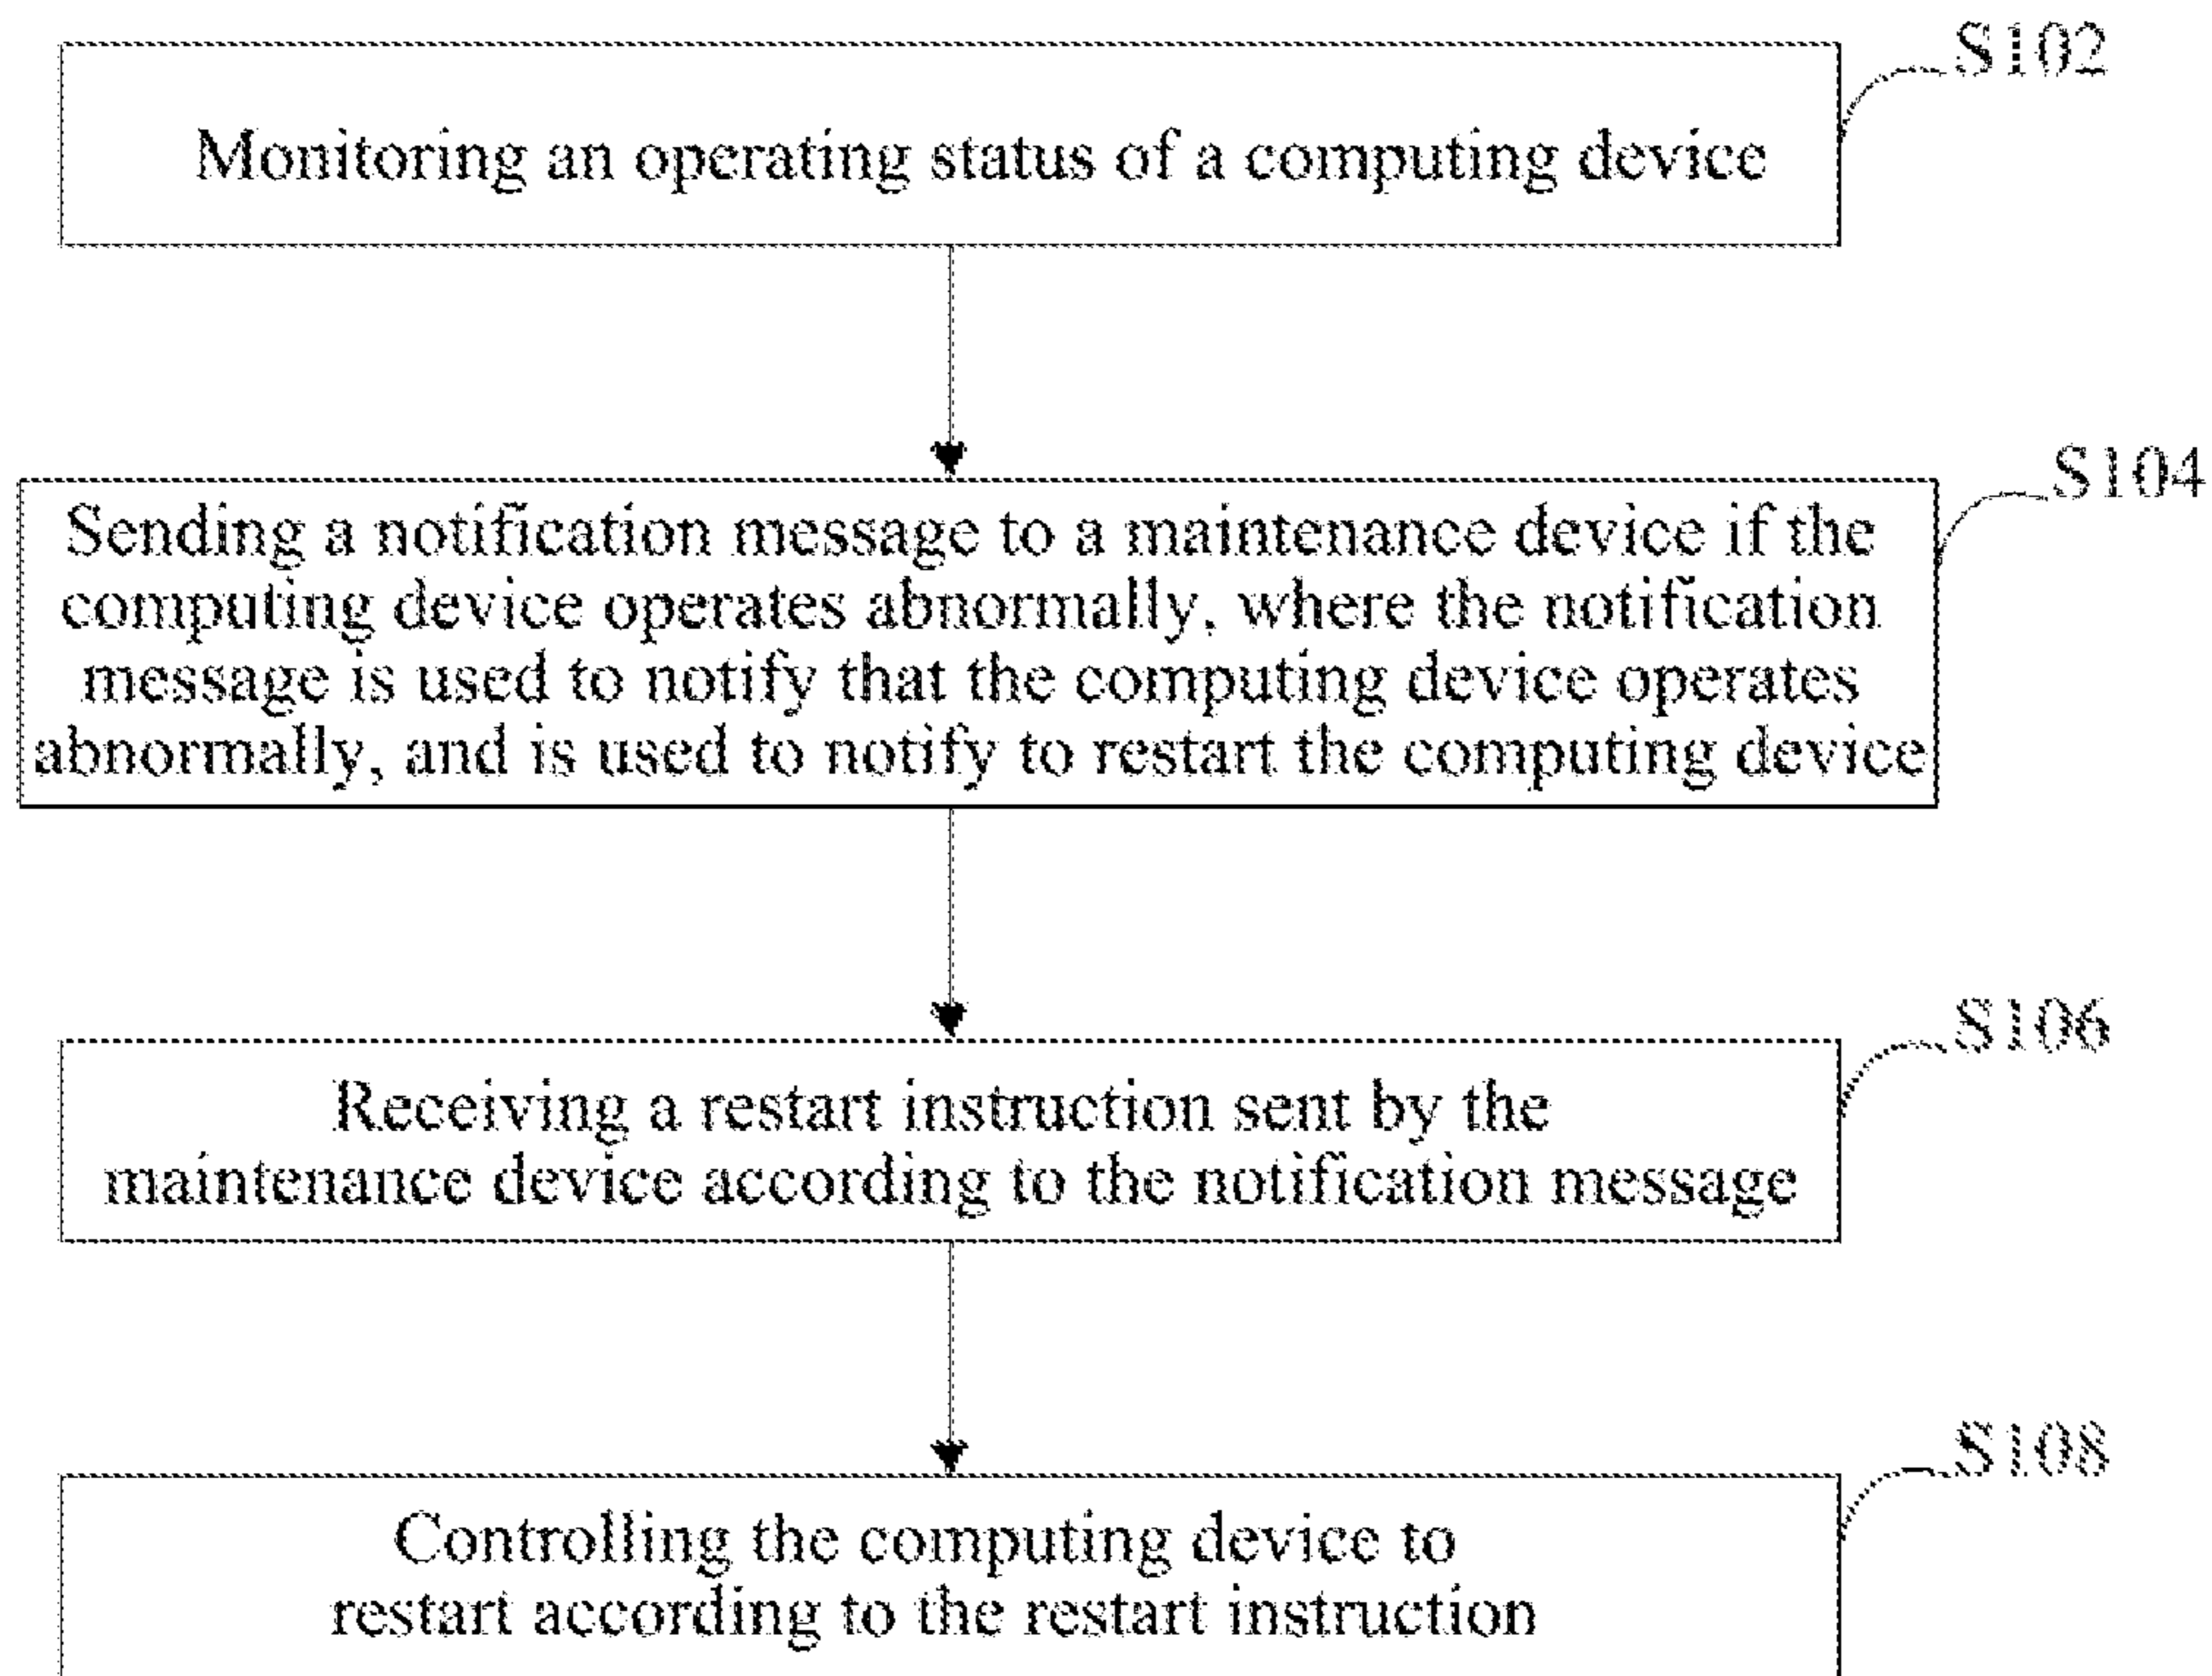 S102
Monitoring an operating status of a computing device
S104
Sending a notification message to a maintenance device if the
computing device operates abnormally, where the notification
message is used to notify that the computing device operates
abnormally, and is used to notify to restart the computing device
S106
Receiving a restart instruction sent by the
maintenance device according to the notification message
S108
Controlling the computing device to
restart according to the restart instruction